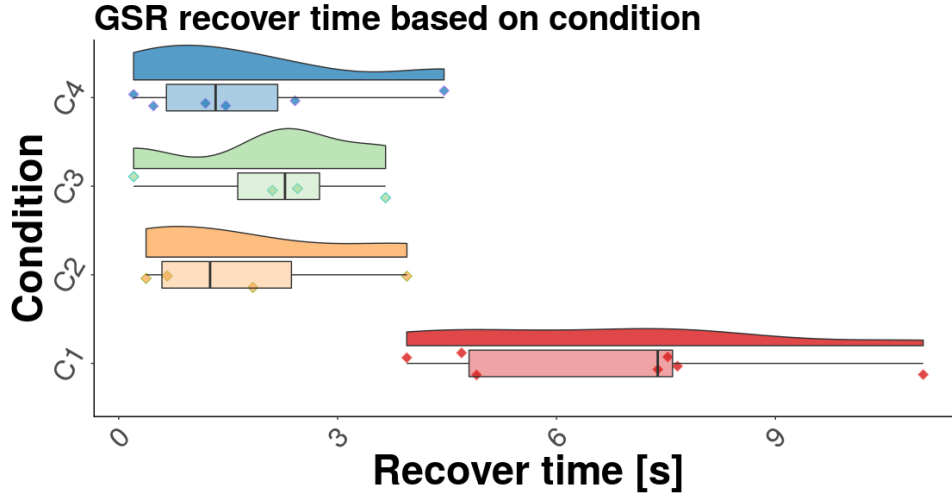 GSR recover time based on condition
C4
C3
C2
C1
Condition
0 3 6 9
Recover time [s]